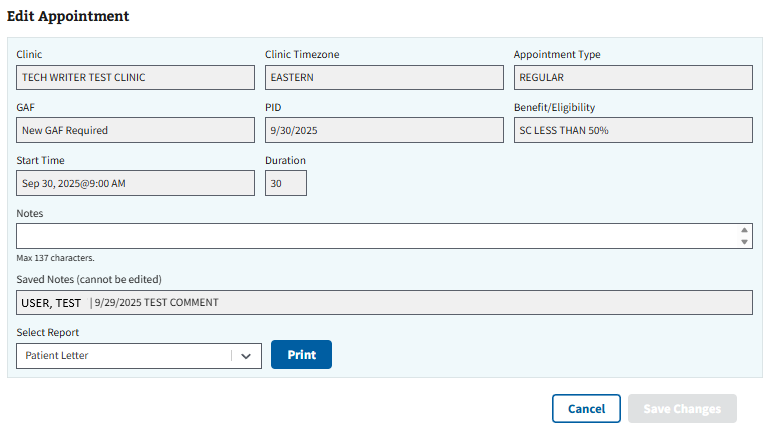 Edit Appointment
Clinic Clinic Timezone Appointment Type
TECH WRITER TEST CLINIC EASTERN REGULAR
GAF PID Benefit/Eligibility
New GAF Required 9/30/2025 SC LESS THAN 50%
Start Time Duration
Sep 30, 2025@9:00 AM 30
Notes
Max 137 characters.
Saved Notes (cannot be edited)
USER, TEST | 9/29/2025 TEST COMMENT
Select Report
Patient Letter Print
Cancel Save Changes